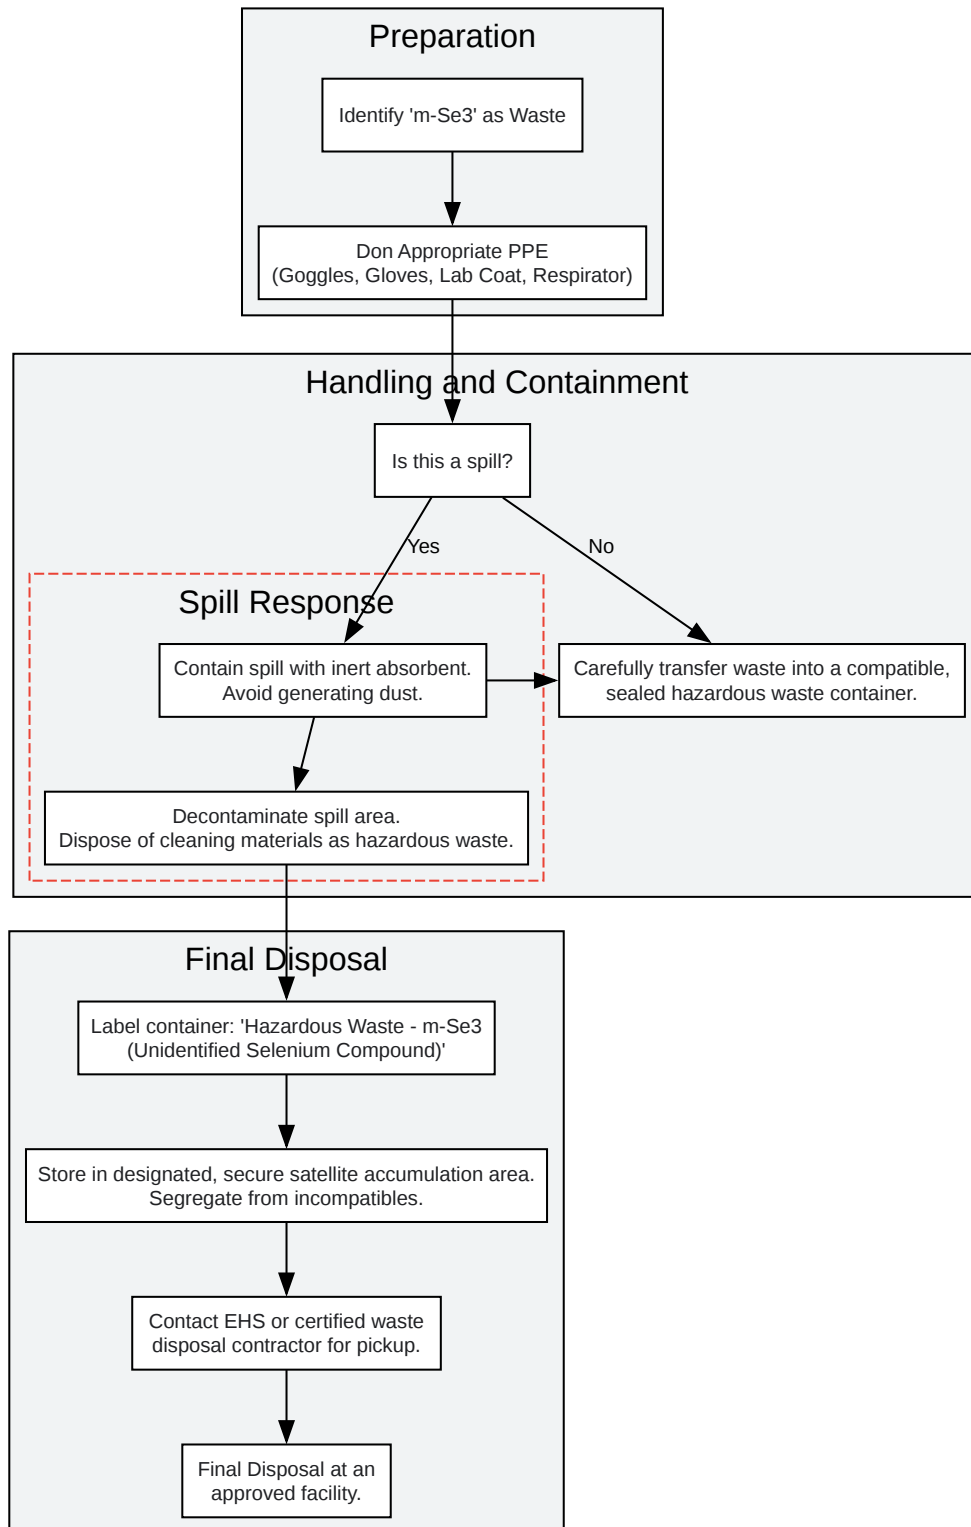 Preparation
Identify 'm-Se3' as Waste
Don Appropriate PPE
(Goggles, Gloves, Lab Coat, Respirator)
Handling and Containment
Is this a spill?
Yes
No
Spill Response
Contain spill with inert absorbent.
Avoid generating dust.
Carefully transfer waste into a compatible,
sealed hazardous waste container.
Decontaminate spill area.
Dispose of cleaning materials as hazardous waste.
Final Disposal
Label container: 'Hazardous Waste - m-Se3
(Unidentified Selenium Compound)'
Store in designated, secure satellite accumulation area.
Segregate from incompatibles.
Contact EHS or certified waste
disposal contractor for pickup.
Final Disposal at an
approved facility.